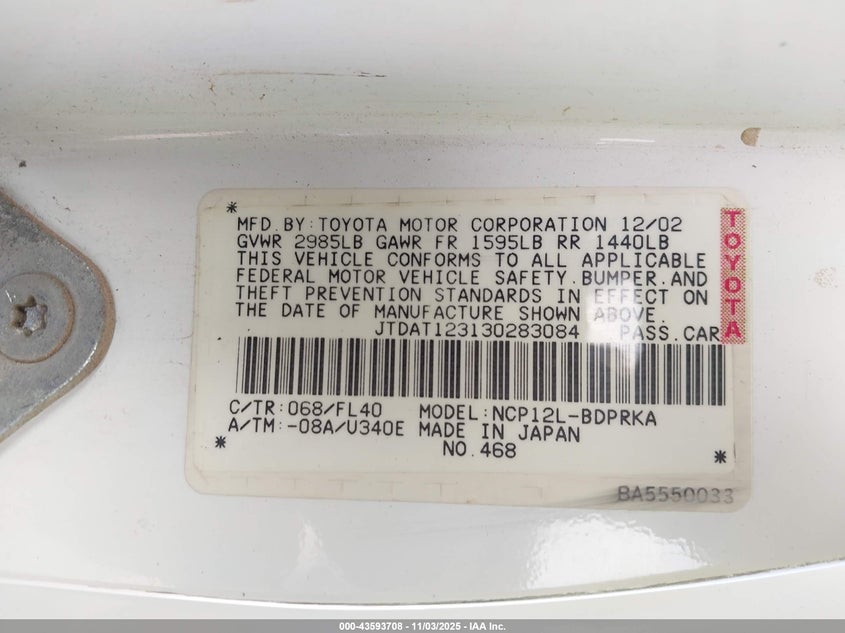 MFD.BY:TOYOTA MOTOR CORPORATION 12/02
GVWR 2985LB GAWR FR 1595LB RR 1440LB
THIS VEHICLE CONFORMS TO ALL APPLICABLE
FEDERAL MOTOR VEHICLE SAFETY.BUMPER.AND
THEFT PREVENTION STANDARDS IN EFFECT ON
THE DATE OF MANUFACTURE SHOWN ABOVE.
JTDAT123130283084 PASS.CAR
TOYOTA
C/TR:068/FL40 MODEL:NCP12L-BDPRKA
A/TM:-08A/U340E MADE IN JAPAN
NO.468
BA5550033
000-43593708 - 11/03/2025 - IAA Inc.